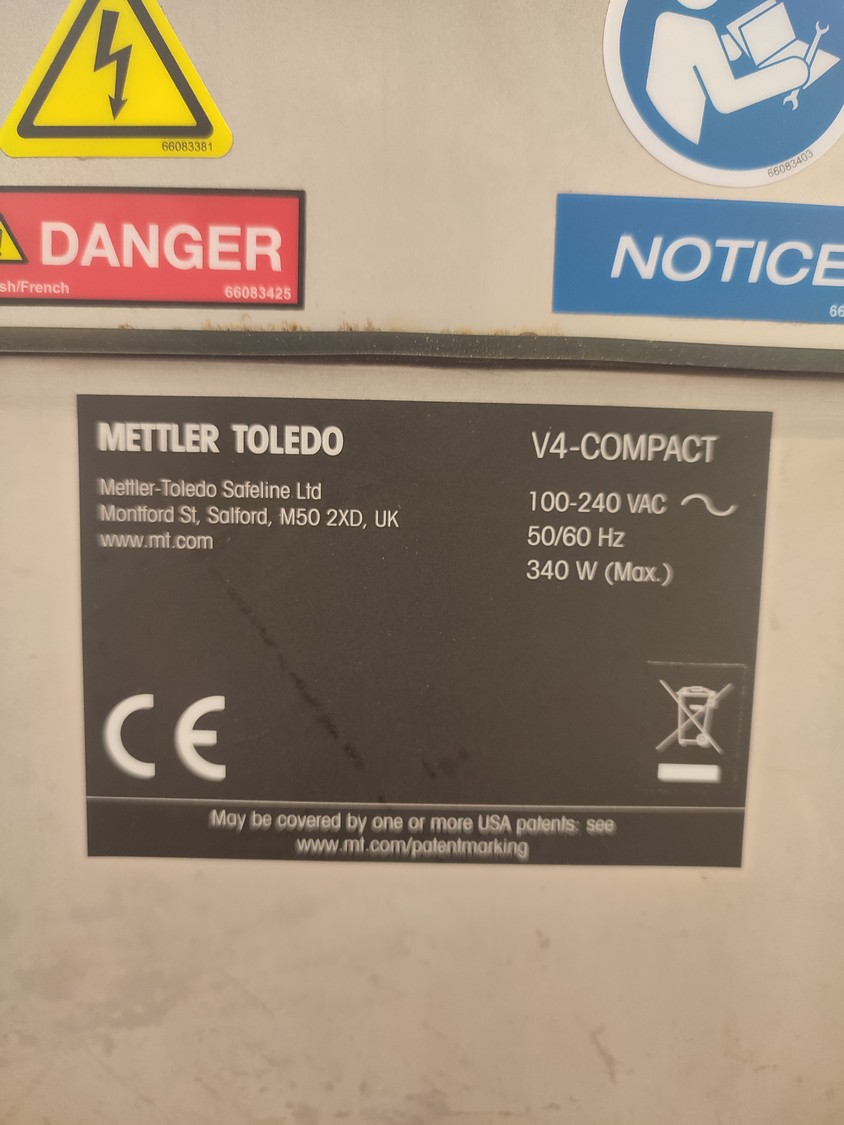 66083381
66083403
DANGER
sh/French
66083425
NOTICE
66
METTLER TOLEDO
Mettler-Toledo Safeline Ltd
Montford St, Salford, M50 2XD, UK
www.mt.com
V4-COMPACT
100-240 VAC
50/60 Hz
340 W (Max.)
CE
May be covered by one or more USA patents: see
www.mt.com/patentmarking